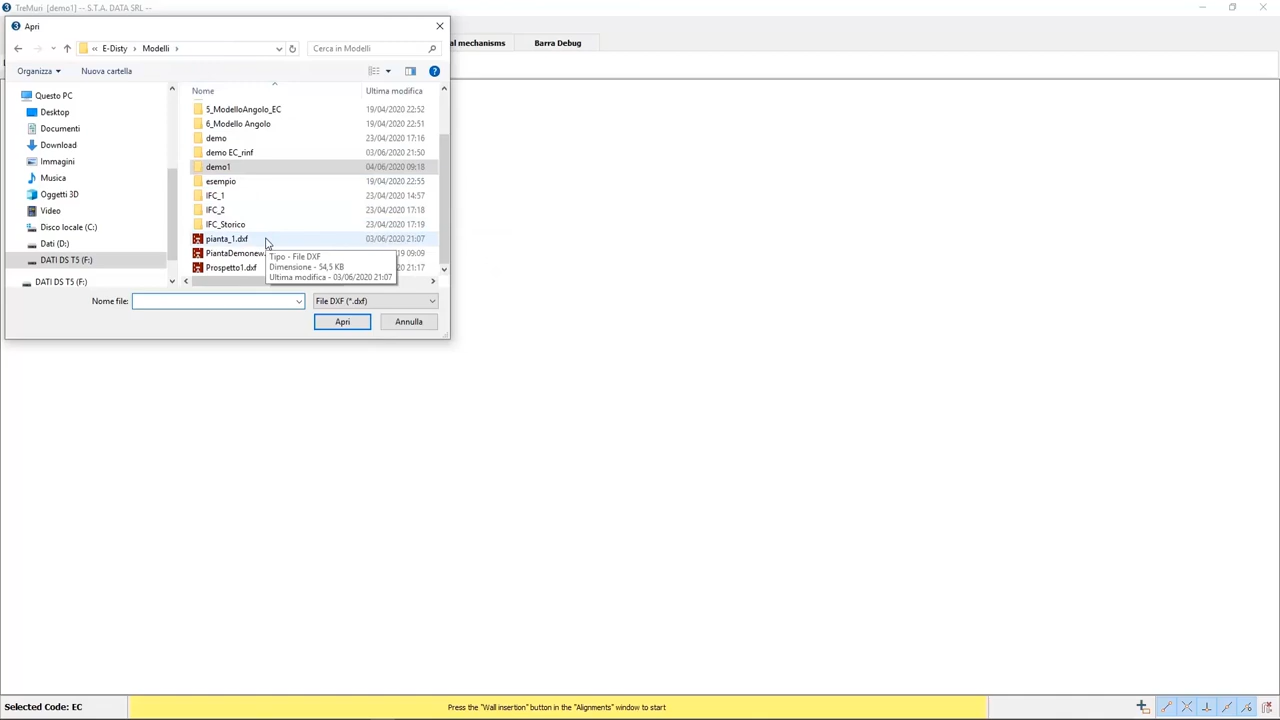 TreMuri [demo1] -- S.T.A. DATA SRL --
Apri
E-Disty
Modelli
Cerca in Modelli
al mechanisms
Barra Debug
Organizza
Nuova cartella
Nome
Ultima modifica
Questo PC
Desktop
Documenti
Download
Immagini
Musica
Oggetti 3D
Video
Disco locale (C:)
Dati (D:)
DATI DS T5 (F:)
DATI DS T5 (F:)
5_ModelloAngolo_EC 19/04/2020 22:52
6_Modello Angolo 19/04/2020 22:51
demo 23/04/2020 17:16
demo EC_rinf 03/06/2020 21:50
demo1 04/06/2020 09:18
esempio 19/04/2020 22:55
IFC_1 23/04/2020 14:57
IFC_2 23/04/2020 17:18
IFC_Storico 23/04/2020 17:19
pianta_1.dxf 03/06/2020 21:07
PiantaDemonew. 19 09:09
Prospetto1.dxf 20 21:17
Tipo - File DXF
Dimensione - 54,5 KB
Ultima modifica - 03/06/2020 21:07
Nome file:
File DXF (*.dxf)
Apri
Annulla
Selected Code: EC
Press the "Wall insertion" button in the "Alignments" window to start